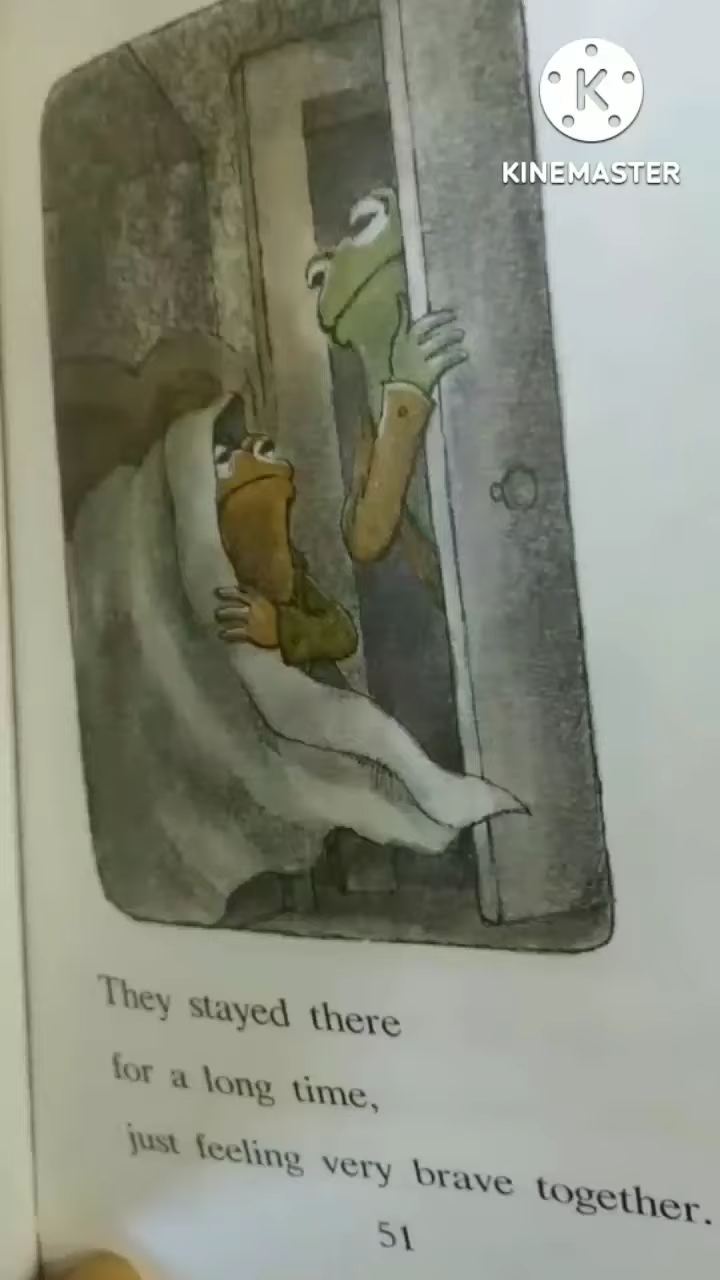 K
KINEMASTER
They stayed there
for a long time,
just feeling very brave together.
51